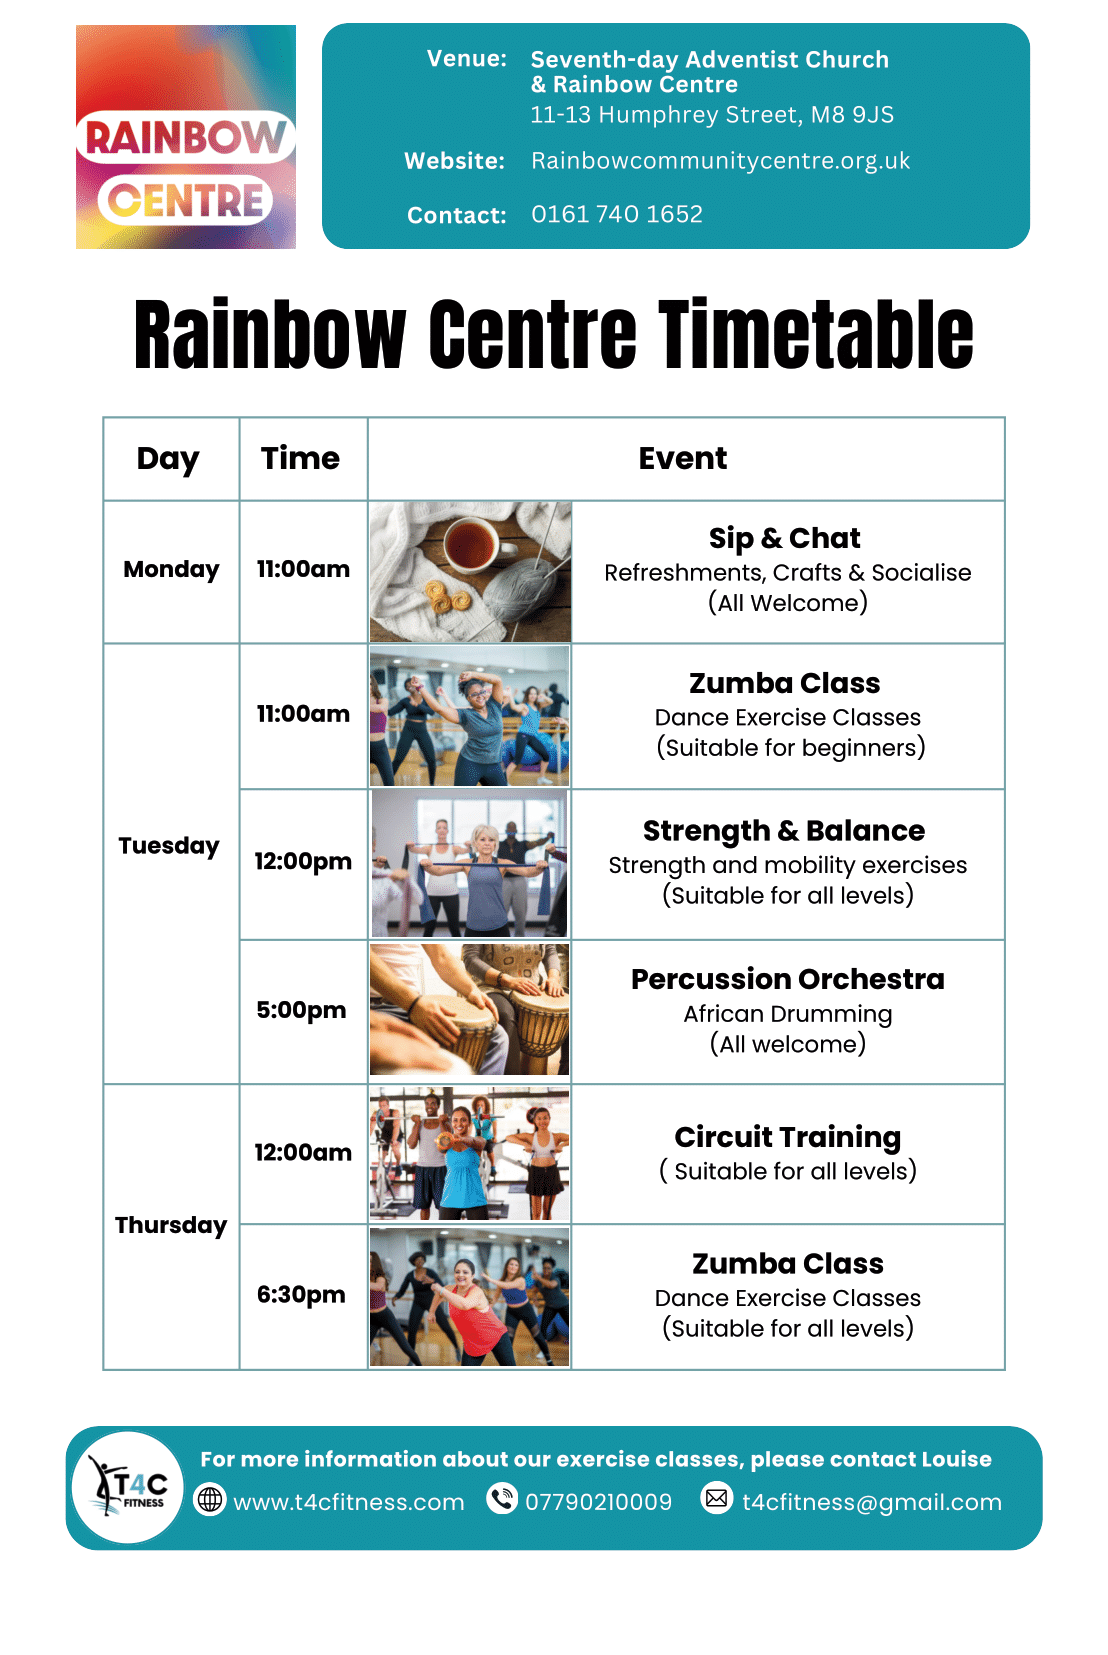 RAINBOW
CENTRE
Venue: Seventh-day Adventist Church
& Rainbow Centre
11-13 Humphrey Street, M8 9JS
Website: Rainbowcommunitycentre.org.uk
Contact: 0161 740 1652
Rainbow Centre Timetable
Day Time Event
Monday 11:00am Sip & Chat
Refreshments, Crafts & Socialise
(All Welcome)
Tuesday
11:00am Zumba Class
Dance Exercise Classes
(Suitable for beginners)
12:00pm Strength & Balance
Strength and mobility exercises
(Suitable for all levels)
5:00pm Percussion Orchestra
African Drumming
(All welcome)
Thursday
12:00am Circuit Training
( Suitable for all levels)
6:30pm Zumba Class
Dance Exercise Classes
(Suitable for all levels)
T4C
FITNESS
For more information about our exercise classes, please contact Louise
www.t4cfitness.com 07790210009 t4cfitness@gmail.com